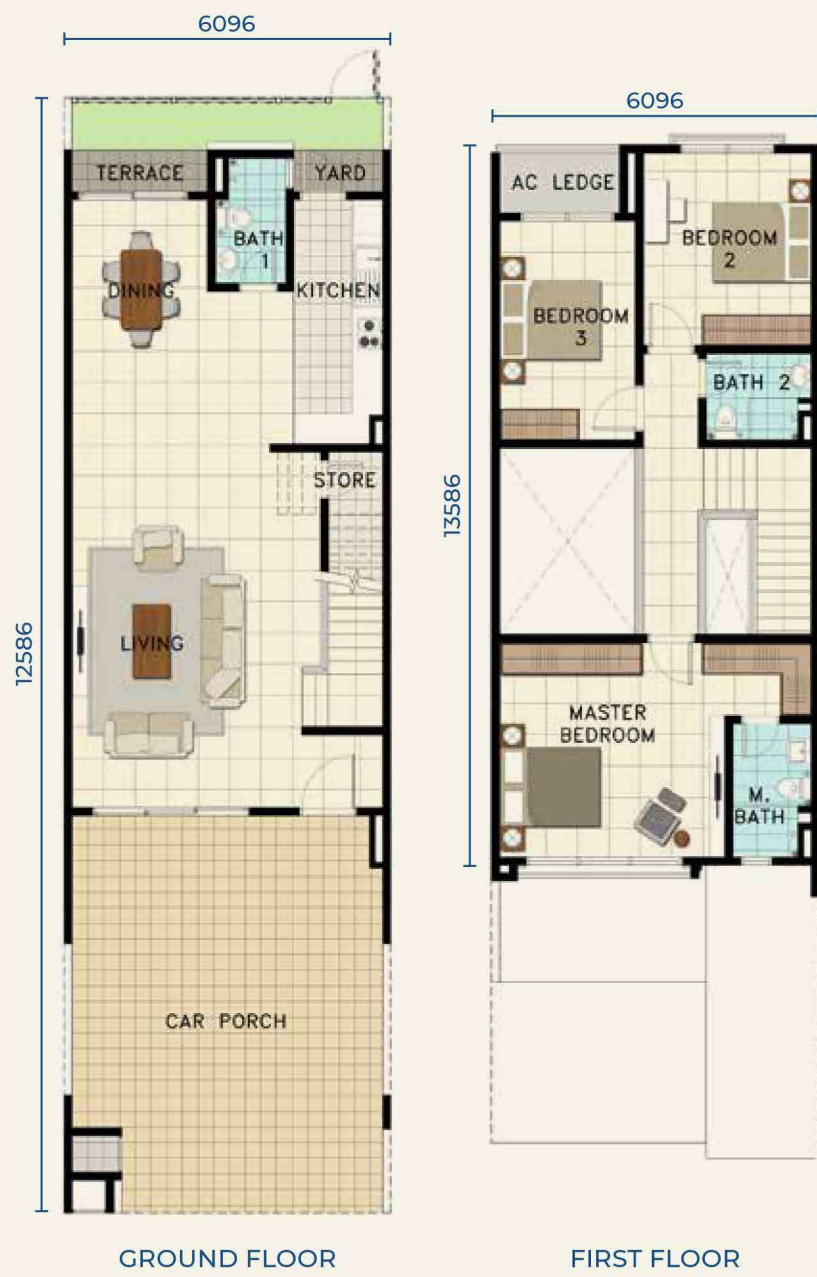 6096
TERRACE
YARD
BATH
1
DINING
KITCHEN
STORE
LIVING
12586
CAR PORCH
GROUND FLOOR
6096
AC LEDGE
BEDROOM
2
BEDROOM
3
BATH 2
13586
MASTER
BEDROOM
M.
BATH
FIRST FLOOR